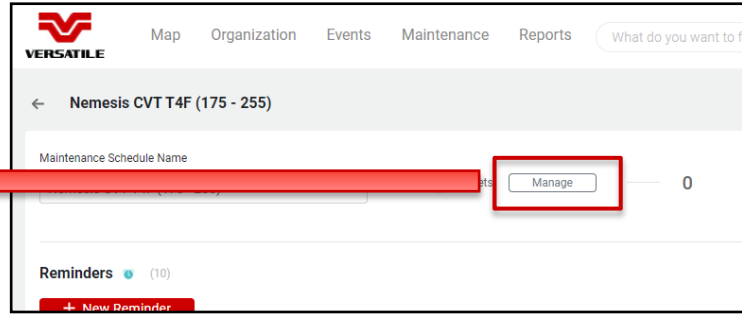 VERSATILE
Map Organization Events Maintenance Reports What do you want to f
← Nemesis CVT T4F (175 - 255)
Maintenance Schedule Name
ets Manage 0
Reminders (10)
+ New Reminder